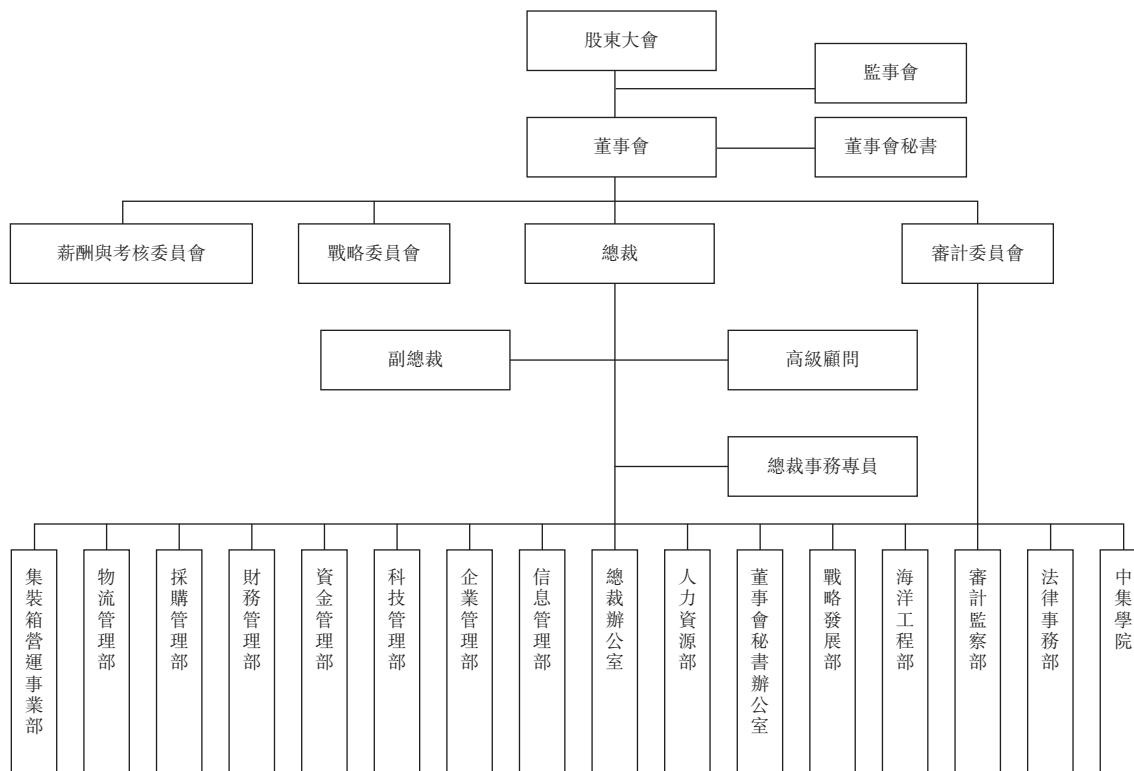 股東大會
監事會
董事會
董事會秘書
薪酬與考核委員會
戰略委員會
總裁
審計委員會
副總裁
高級顧問
總裁事務專員
集裝箱營運事業部
物流管理部
採購管理部
財務管理部
資金管理部
科技管理部
企業管理部
信息管理部
總裁辦公室
人力資源部
董事會秘書辦公室
戰略發展部
海洋工程部
審計監察部
法律事務部
中集學院